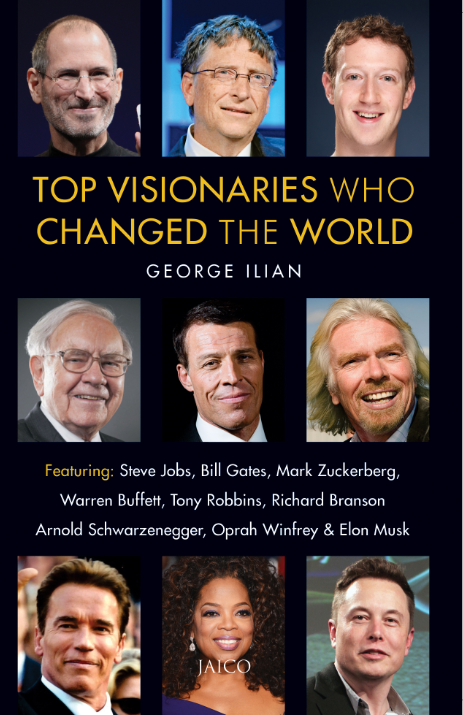 TOP VISIONARIES WHO
CHANGED THE WORLD
GEORGE ILIAN
Featuring: Steve Jobs, Bill Gates, Mark Zuckerberg,
Warren Buffett, Tony Robbins, Richard Branson
Arnold Schwarzenegger, Oprah Winfrey & Elon Musk
JAICO